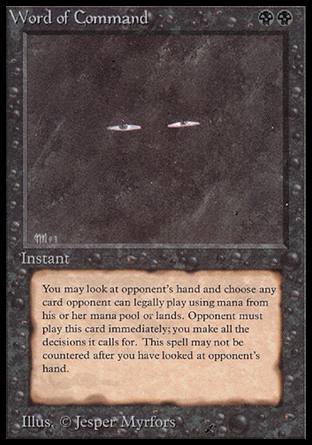 Word of Command
Instant
You may look at opponent's hand and choose any
card opponent can legally play using mana from
his or her mana pool or lands. Opponent must
play this card immediately; you make all the
decisions it calls for. This spell may not be
countered after you have looked at opponent's
hand.
Illus. © Jesper Myrfors